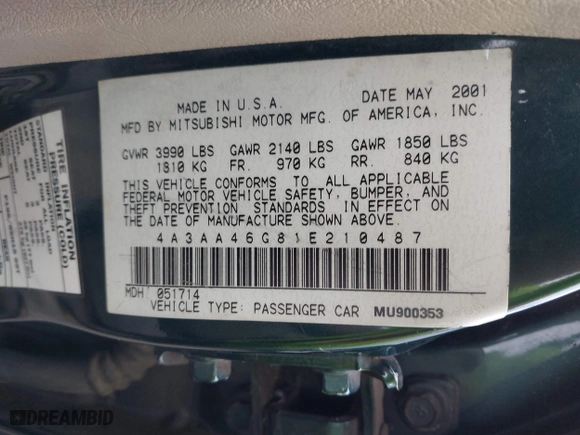 MADE IN U.S.A. DATE MAY 2001
MFD BY MITSUBISHI MOTOR MFG. OF AMERICA, INC.
GVWR 3990 LBS GAWR 2140 LBS GAWR 1850 LBS
1810 KG FR. 970 KG RR. 840 KG
THIS VEHICLE CONFORMS TO ALL APPLICABLE
FEDERAL MOTOR VEHICLE SAFETY, BUMPER, AND
THEFT PREVENTION STANDARDS IN EFFECT ON
THE DATE OF MANUFACTURE SHOWN ABOVE.
4A3AA46G81E210487
MDH 051714
VEHICLE TYPE: PASSENGER CAR MU900353
TIRE INFLATION
PRESSURE (COLD)
DREAMBID